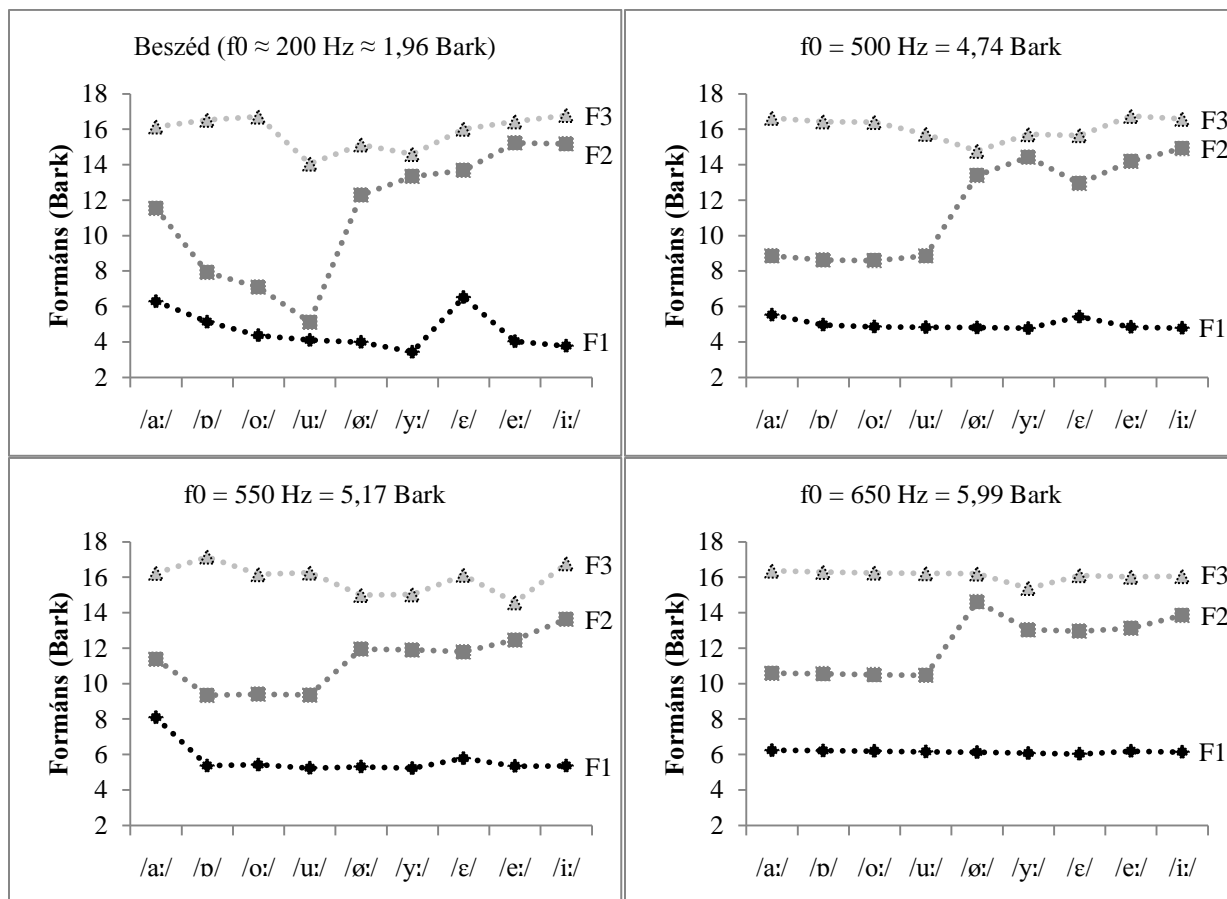 Beszéd (f0 ≈ 200 Hz ≈ 1,96 Bark)
Formáns (Bark)
18
16
14
12
10
8
6
4
2
F3
F2
F1
/aː/ /ɒ/ /oː/ /uː/ /øː/ /yː/ /ɛ/ /eː/ /iː/
f0 = 500 Hz = 4,74 Bark
Formáns (Bark)
18
16
14
12
10
8
6
4
2
F3
F2
F1
/aː/ /ɒ/ /oː/ /uː/ /øː/ /yː/ /ɛ/ /eː/ /iː/
f0 = 550 Hz = 5,17 Bark
Formáns (Bark)
18
16
14
12
10
8
6
4
2
F3
F2
F1
/aː/ /ɒ/ /oː/ /uː/ /øː/ /yː/ /ɛ/ /eː/ /iː/
f0 = 650 Hz = 5,99 Bark
Formáns (Bark)
18
16
14
12
10
8
6
4
2
F3
F2
F1
/aː/ /ɒ/ /oː/ /uː/ /øː/ /yː/ /ɛ/ /eː/ /iː/